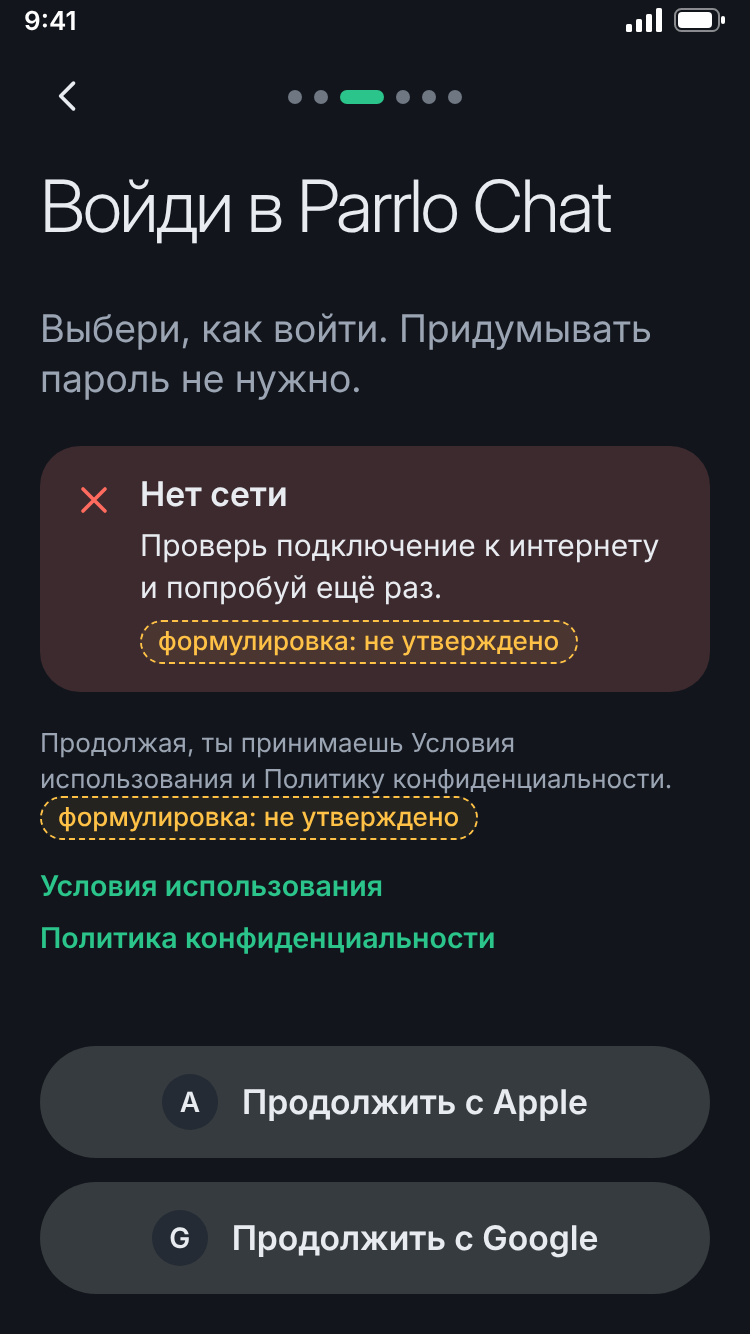 9:41
Войди в Parrlo Chat
Выбери, как войти. Придумывать
пароль не нужно.
Нет сети
Проверь подключение к интернету
и попробуй ещё раз.
формулировка: не утверждено
Продолжая, ты принимаешь Условия
использования и Политику конфиденциальности.
формулировка: не утверждено
Условия использования
Политика конфиденциальности
A Продолжить с Apple
G Продолжить с Google